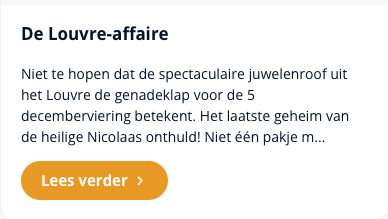 De Louvre-affaire
Niet te hopen dat de spectaculaire juwelenroof uit
het Louvre de genadeklap voor de 5
decemberviering betekent. Het laatste geheim van
de heilige Nicolaas onthuld! Niet één pakje m...
Lees verder